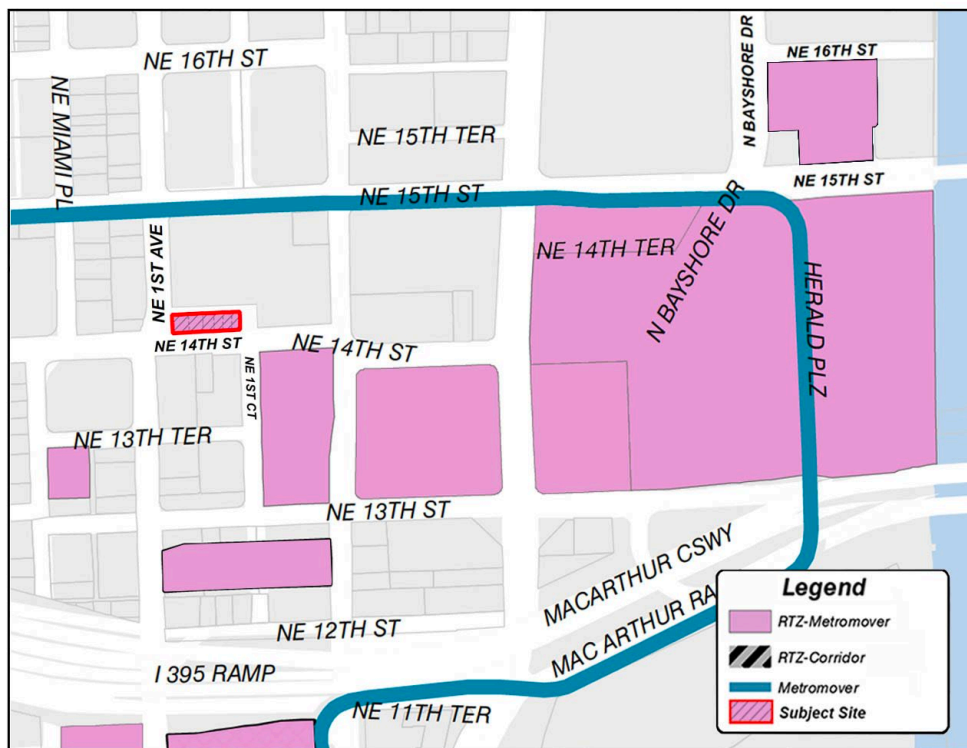 NE 16TH ST
N BAYSHORE DR
NE 16TH ST
NE MIAMI PL
NE 15TH TER
NE 15TH ST
NE 15TH ST
NE 1ST AVE
NE 14TH TER
N BAYSHORE DR
HERALD PLZ
NE 14TH ST
NE 14TH ST
NE 1ST CT
NE 13TH TER
NE 13TH ST
MACARTHUR CSWY
MAC ARTHUR RA
NE 12TH ST
I 395 RAMP
NE 11TH TER
Legend
RTZ-Metromover
RTZ-Corridor
Metromover
Subject Site